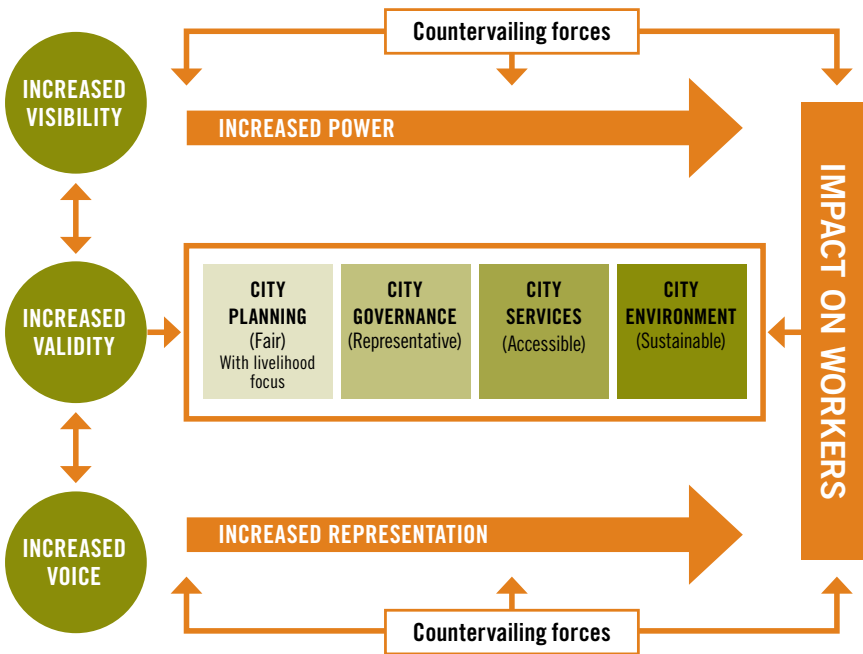 Countervailing forces
INCREASED
VISIBILITY
INCREASED POWER
INCREASED
VALIDITY
CITY
PLANNING
(Fair)
With livelihood
focus
CITY
GOVERNANCE
(Representative)
CITY
SERVICES
(Accessible)
CITY
ENVIRONMENT
(Sustainable)
IMPACT ON WORKERS
INCREASED
VOICE
INCREASED REPRESENTATION
Countervailing forces